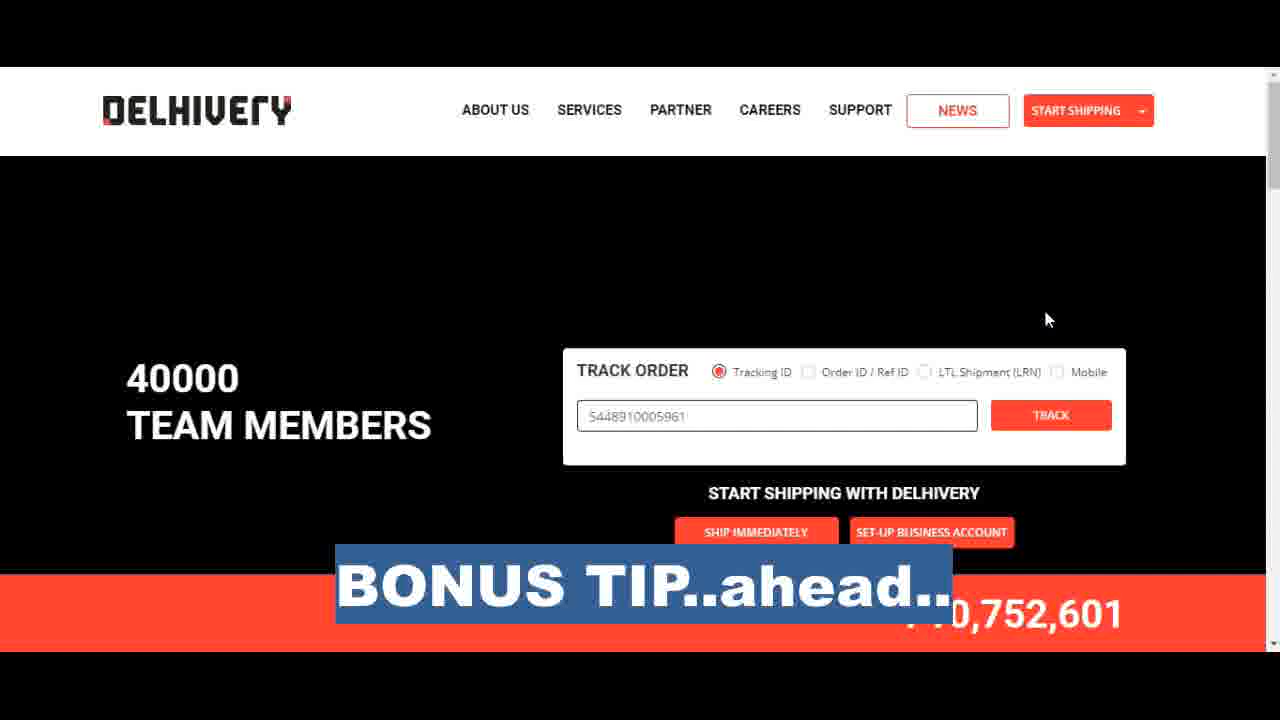 DELHIVERY
ABOUT US SERVICES PARTNER CAREERS SUPPORT NEWS START SHIPPING
40000
TEAM MEMBERS
TRACK ORDER Tracking ID Order ID / Ref ID LTL Shipment (LRN) Mobile
5448910005961 TRACK
START SHIPPING WITH DELHIVERY
SHIP IMMEDIATELY SET-UP BUSINESS ACCOUNT
BONUS TIP..ahead..
0,752,601